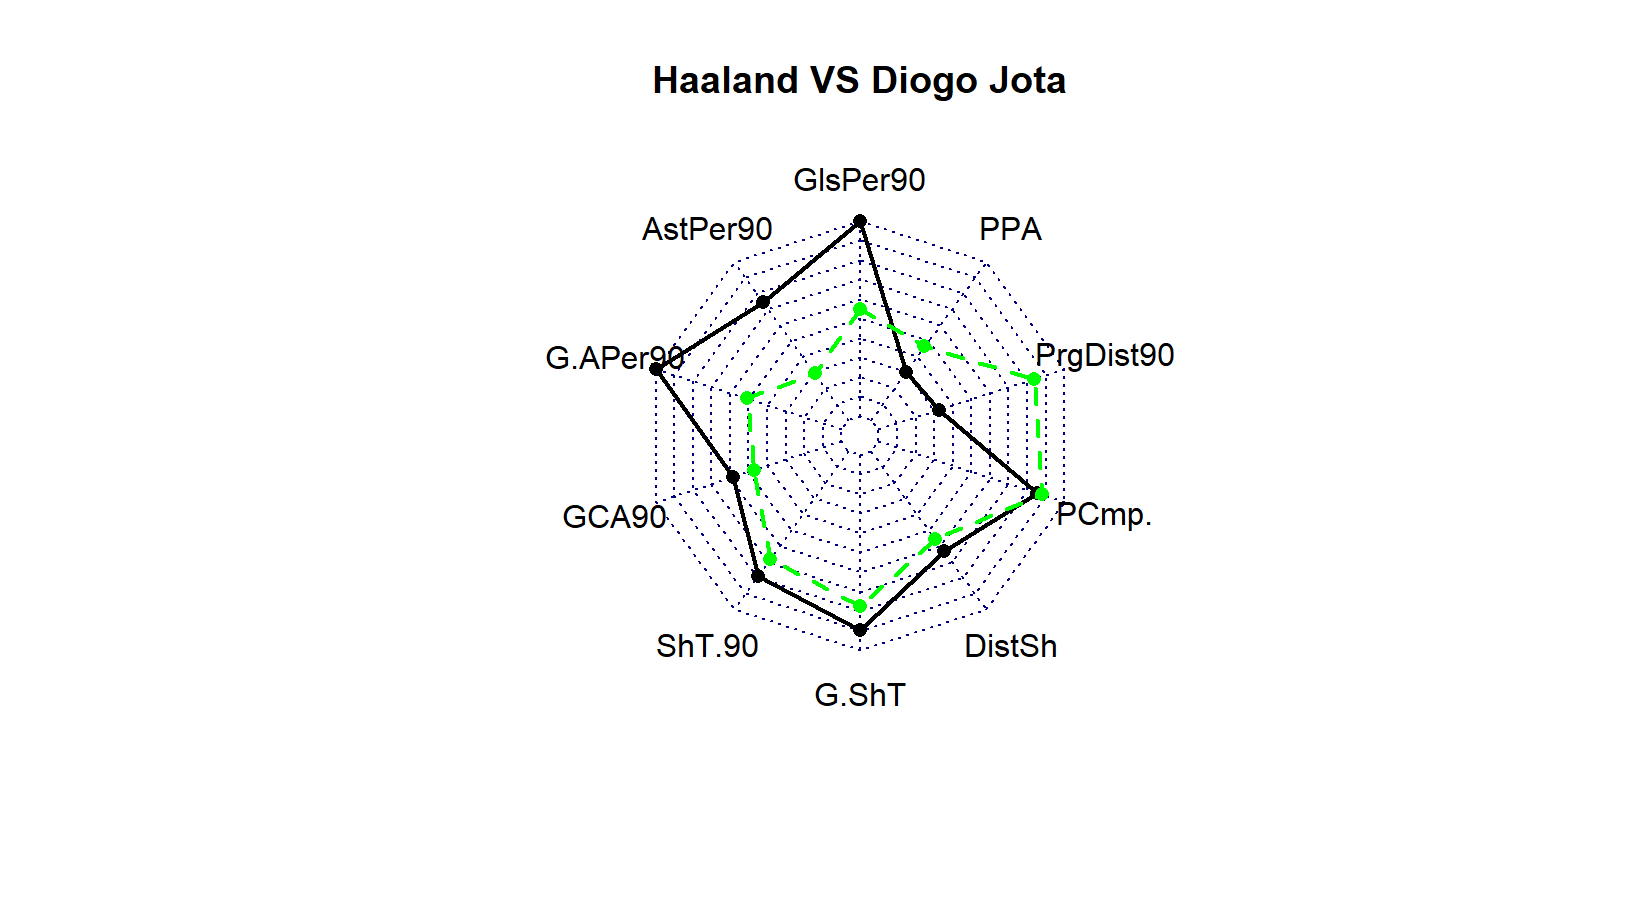 Haaland VS Diogo Jota
GlsPer90
AstPer90
PPA
G.APer90
PrgDist90
GCA90
PCmp.
ShT.90
DistSh
G.ShT